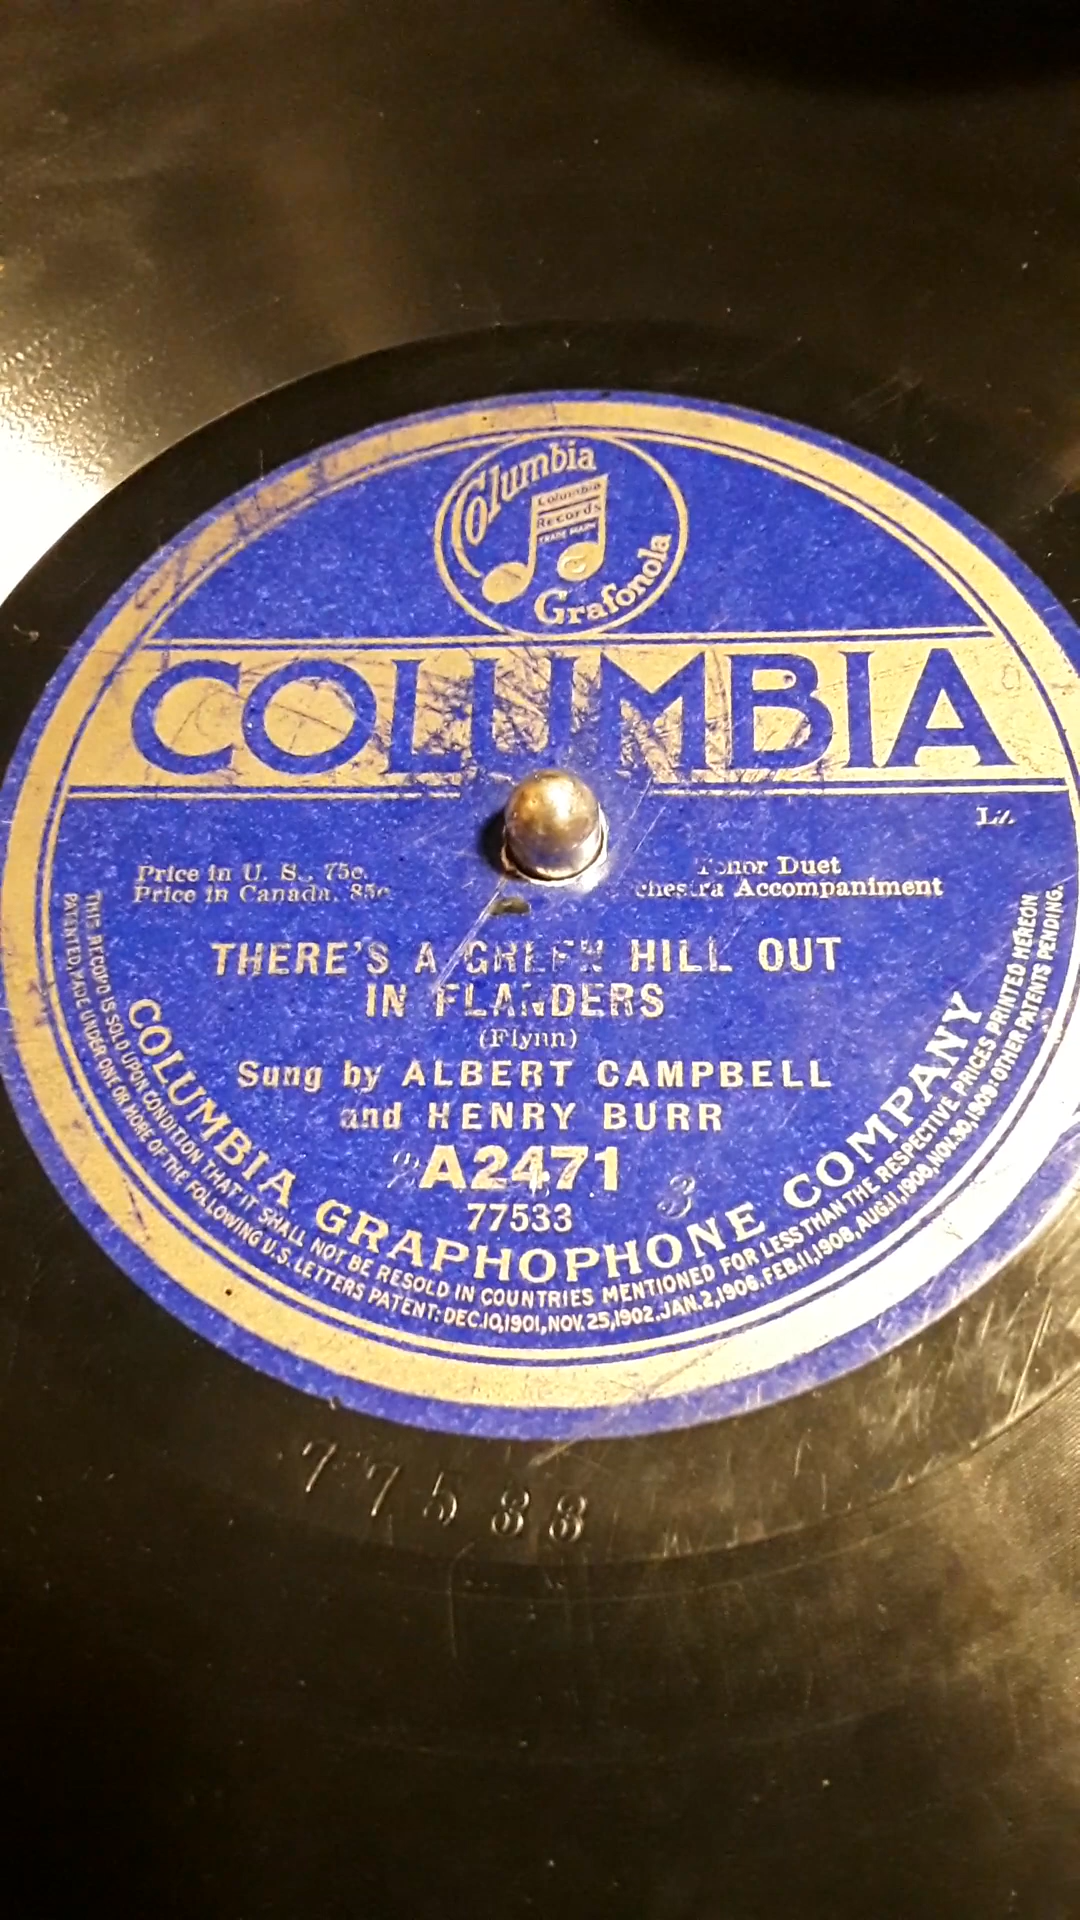 Columbia
Columbia
Records
TRADE MARK
Grafonola
COLUMBIA
Price in U. S., 75c.
Price in Canada, 85c
Tenor Duet
chestra Accompaniment
THERE'S A GREEN HILL OUT
IN FLANDERS
(Flynn)
Sung by ALBERT CAMPBELL
and HENRY BURR
A2471
3
77533
COLUMBIA GRAPHOPHONE COMPANY
THIS RECORD IS SOLD UPON CONDITION THAT IT SHALL NOT BE RESOLD IN COUNTRIES MENTIONED FOR LESS THAN THE RESPECTIVE PRICES PRINTED HEREON
PATENTED, MADE UNDER ONE OR MORE OF THE FOLLOWING U.S. LETTERS PATENT: DEC.10,1901, NOV. 25,1902. JAN. 2,1906. FEB.11,1908, AUG.11,1908, NOV.30,1909: OTHER PATENTS PENDING.
77533